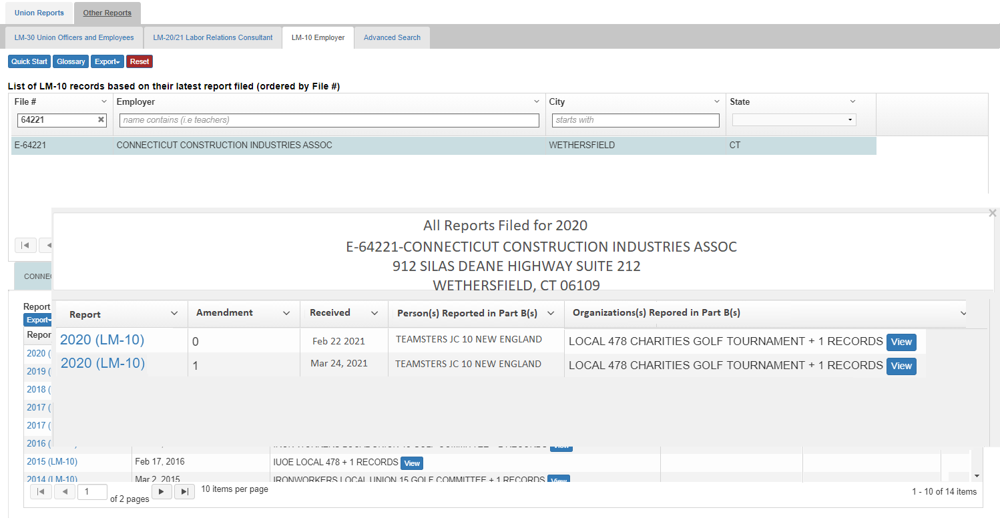 Union Reports Other Reports
LM-30 Union Officers and Employees LM-20/21 Labor Relations Consultant LM-10 Employer Advanced Search
Quick Start Glossary Export Reset
List of LM-10 records based on their latest report filed (ordered by File #)
File # Employer City State
64221 name contains (i.e teachers) starts with
E-64221 CONNECTICUT CONSTRUCTION INDUSTRIES ASSOC WETHERSFIELD CT
All Reports Filed for 2020
E-64221-CONNECTICUT CONSTRUCTION INDUSTRIES ASSOC
912 SILAS DEANE HIGHWAY SUITE 212
WETHERSFIELD, CT 06109
CONNE
Report
Export
Repor
Report Amendment Received Person(s) Reported in Part B(s) Organizations(s) Repored in Part B(s)
2020 (LM-10) 0 Feb 22 2021 TEAMSTERS JC 10 NEW ENGLAND LOCAL 478 CHARITIES GOLF TOURNAMENT + 1 RECORDS View
2020 (LM-10) 1 Mar 24, 2021 TEAMSTERS JC 10 NEW ENGLAND LOCAL 478 CHARITIES GOLF TOURNAMENT + 1 RECORDS View
2020 (
2019 (
2018 (
2017 (
2017 (
2016 (
2015 (LM-10) Feb 17, 2016 IUOE LOCAL 478 + 1 RECORDS View
2014 (LM-10) Mar 2, 2015 IRONWORKERS LOCAL UNION 15 GOLF COMMITTEE + 1 RECORDS View
1 of 2 pages 10 items per page 1 - 10 of 14 items